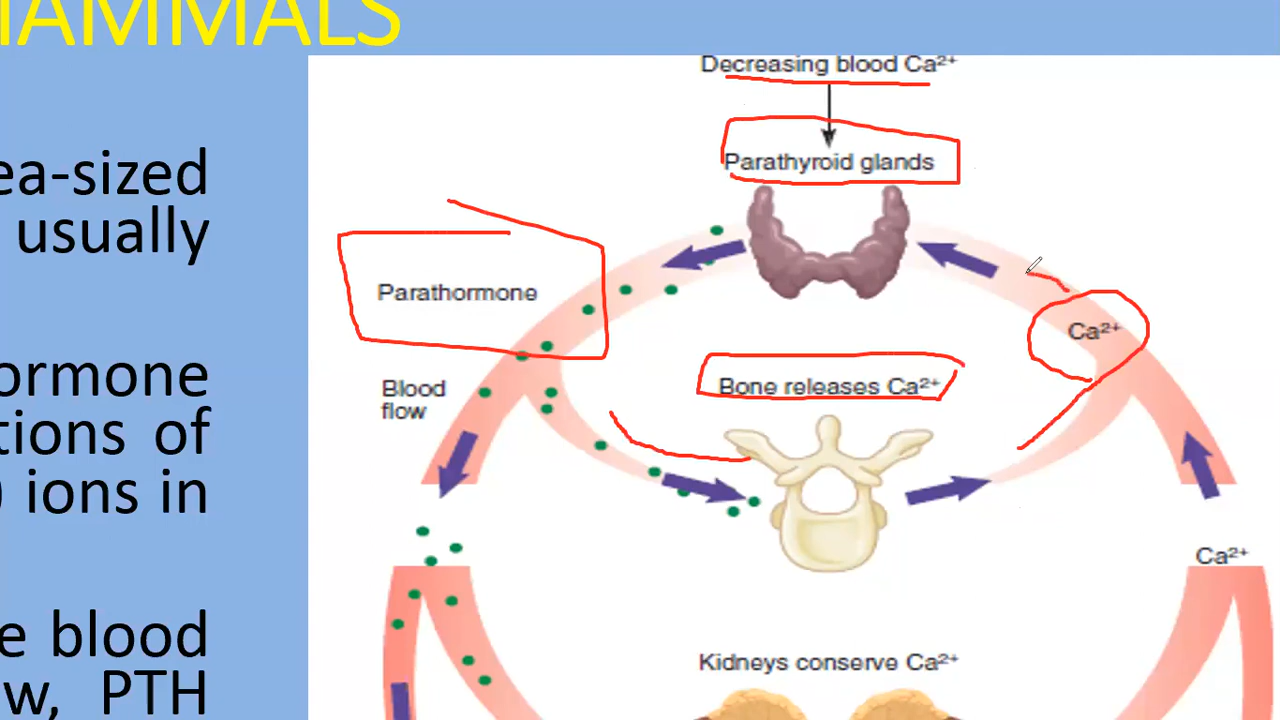 MAMMALS
ea-sized
usually
ormone
tions of
) ions in
e blood
w, PTH
Decreasing blood Ca²⁺
Parathyroid glands
Parathormone
Ca²⁺
Bone releases Ca²⁺
Blood
flow
Ca²⁺
Kidneys conserve Ca²⁺